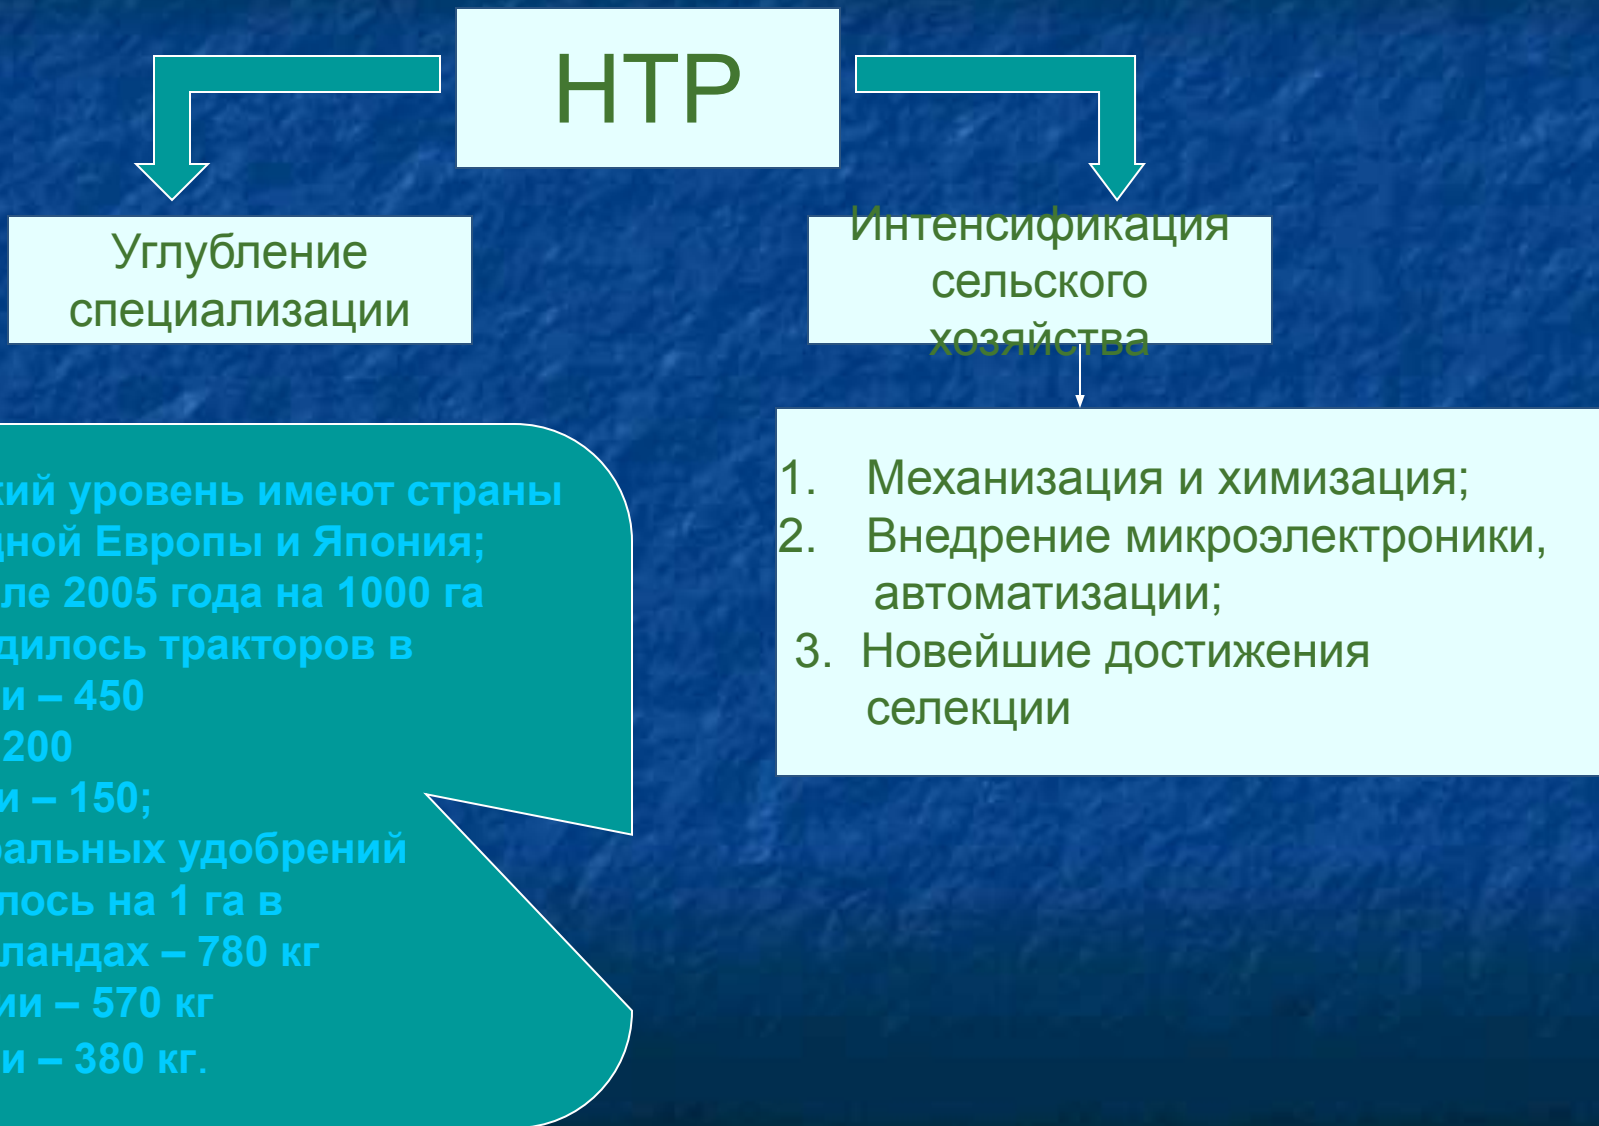 НТР
Углубление
специализации
Интенсификация
сельского
хозяйства
кий уровень имеют страны
дной Европы и Япония;
ле 2005 года на 1000 га
дилось тракторов в
и – 450
200
и – 150;
ральных удобрений
лось на 1 га в
ландах – 780 кг
ии – 570 кг
и – 380 кг.
1. Механизация и химизация;
2. Внедрение микроэлектроники,
автоматизации;
3. Новейшие достижения
селекции